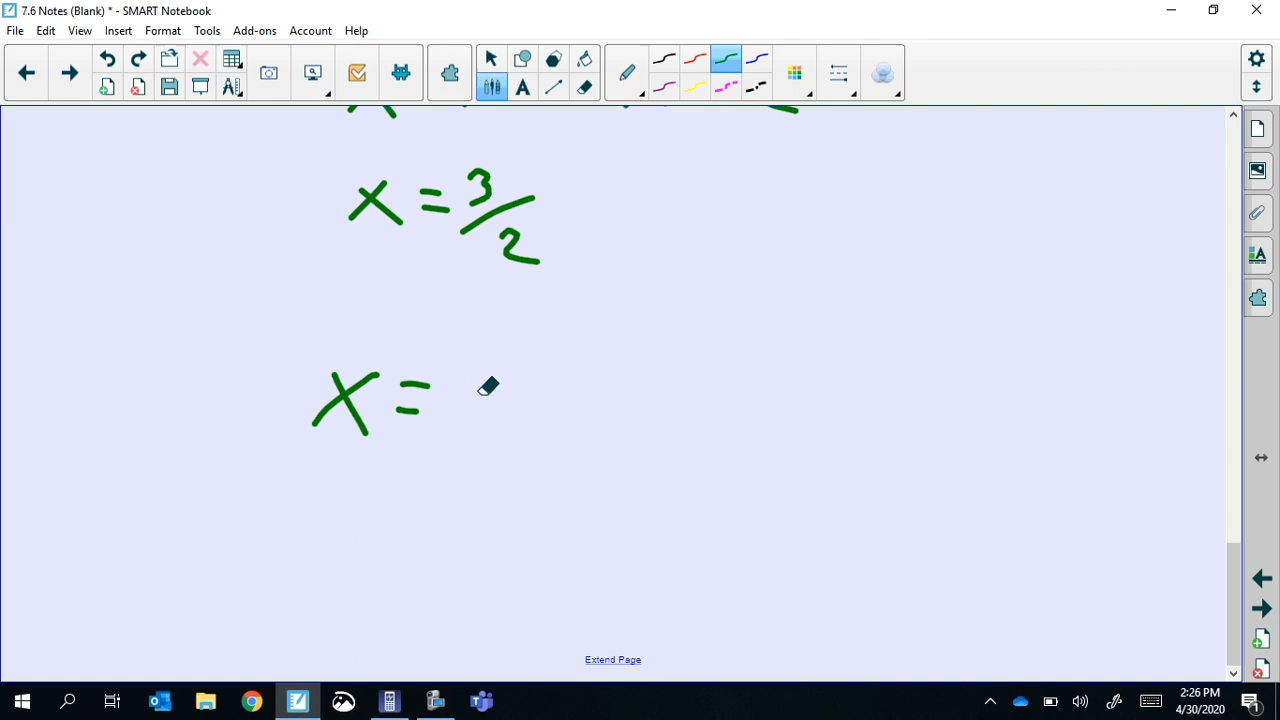 7.6 Notes (Blank) * - SMART Notebook
File Edit View Insert Format Tools Add-ons Account Help
x = 3/2
x =
Extend Page
2:26 PM
4/30/2020